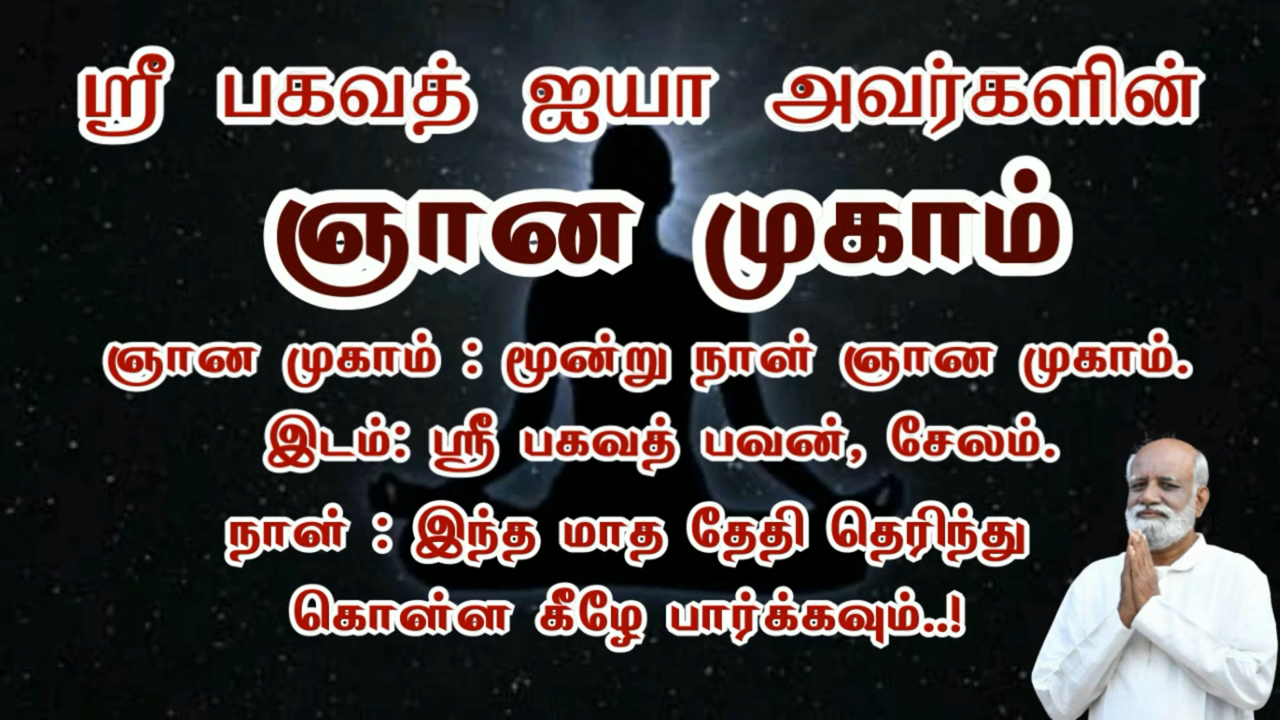 ஸ்ரீ பகவத் ஐயா அவர்களின்
ஞான முகாம்
ஞான முகாம் : மூன்று நாள் ஞான முகாம்.
இடம்: ஸ்ரீ பகவத் பவன், சேலம்.
நாள் : இந்த மாத தேதி தெரிந்து
கொள்ள கீழே பார்க்கவும்..!